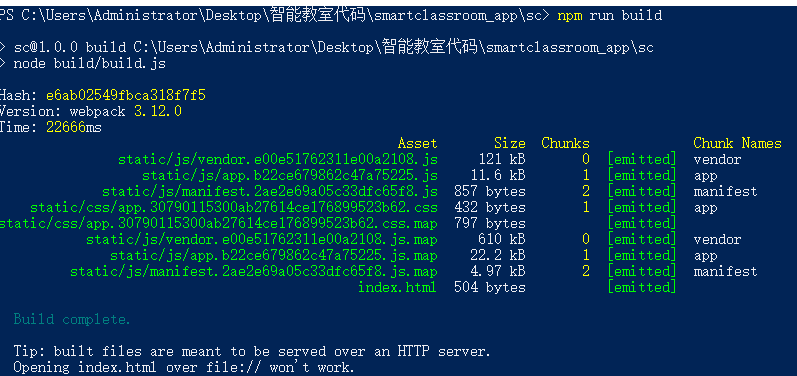 PS C:\Users\Administrator\Desktop\智能教室代码\smartclassroom_app\sc> npm run build
> sc@1.0.0 build C:\Users\Administrator\Desktop\智能教室代码\smartclassroom_app\sc
> node build/build.js
Hash: e6ab02549fbca318f7f5
Version: webpack 3.12.0
Time: 22666ms
Asset Size Chunks Chunk Names
static/js/vendor.e00e51762311e00a2108.js 121 kB 0 [emitted] vendor
static/js/app.b22ce679862c47a75225.js 11.6 kB 1 [emitted] app
static/js/manifest.2ae2e69a05c33dfc65f8.js 857 bytes 2 [emitted] manifest
static/css/app.30790115300ab27614ce176899523b62.css 432 bytes 1 [emitted] app
static/css/app.30790115300ab27614ce176899523b62.css.map 797 bytes [emitted]
static/js/vendor.e00e51762311e00a2108.js.map 610 kB 0 [emitted] vendor
static/js/app.b22ce679862c47a75225.js.map 22.2 kB 1 [emitted] app
static/js/manifest.2ae2e69a05c33dfc65f8.js.map 4.97 kB 2 [emitted] manifest
index.html 504 bytes [emitted]
Build complete.
Tip: built files are meant to be served over an HTTP server.
Opening index.html over file:// won't work.